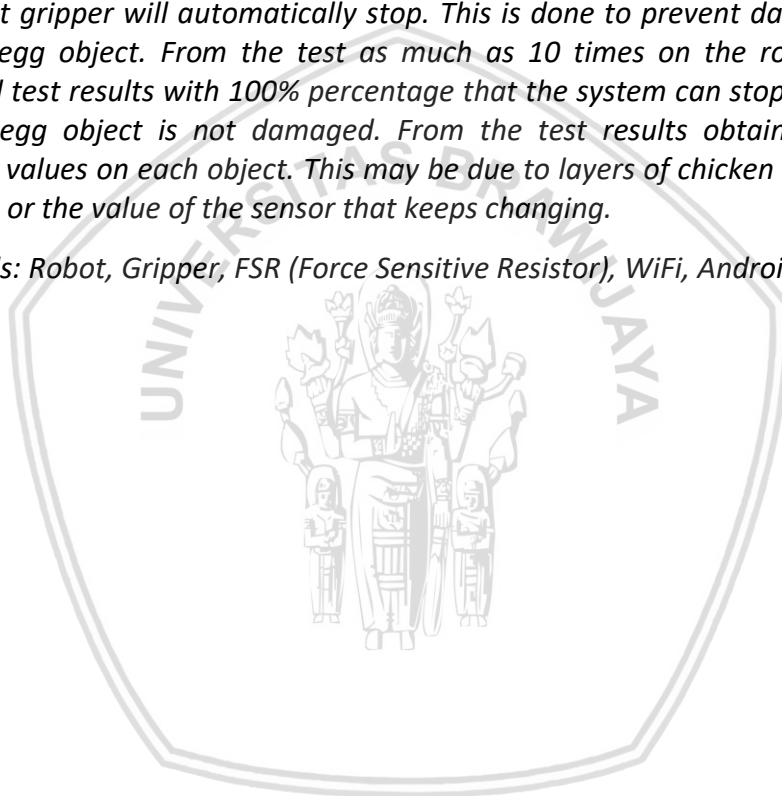 t gripper will automatically stop. This is done to prevent da
egg object. From the test as much as 10 times on the ro
l test results with 100% percentage that the system can stop
egg object is not damaged. From the test results obtain
values on each object. This may be due to layers of chicken
or the value of the sensor that keeps changing.
s: Robot, Gripper, FSR (Force Sensitive Resistor), WiFi, Androi
UNIVERSITAS BRAWIJAYA